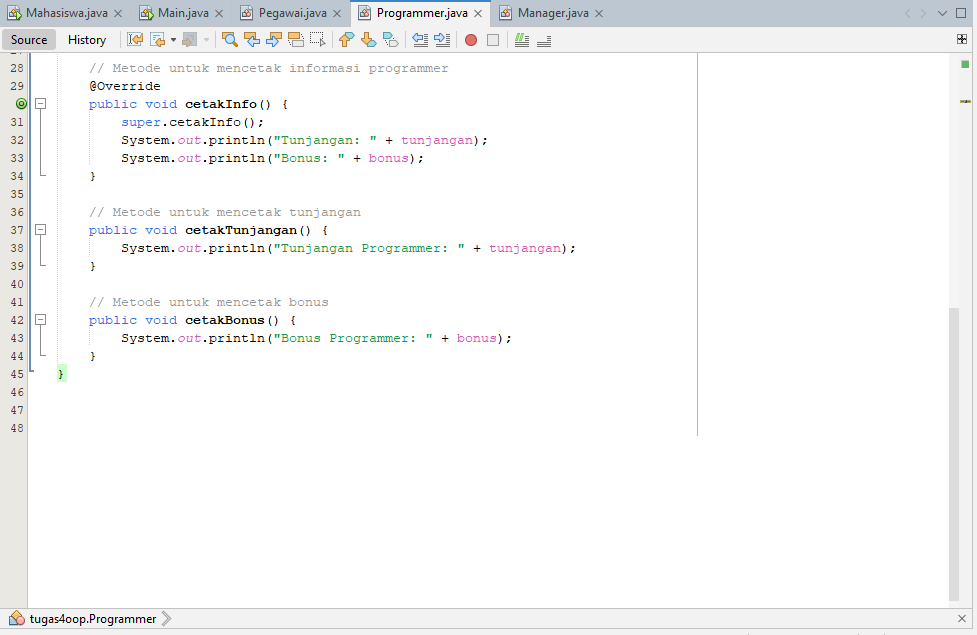 Mahasiswa.java Main.java Pegawai.java Programmer.java Manager.java
Source History
28 // Metode untuk mencetak informasi programmer
29 @Override
public void cetakInfo() {
31 super.cetakInfo();
32 System.out.println("Tunjangan: " + tunjangan);
33 System.out.println("Bonus: " + bonus);
34 }
35
36 // Metode untuk mencetak tunjangan
37 public void cetakTunjangan() {
38 System.out.println("Tunjangan Programmer: " + tunjangan);
39 }
40
41 // Metode untuk mencetak bonus
42 public void cetakBonus() {
43 System.out.println("Bonus Programmer: " + bonus);
44 }
45 }
46
47
48
tugas4oop.Programmer